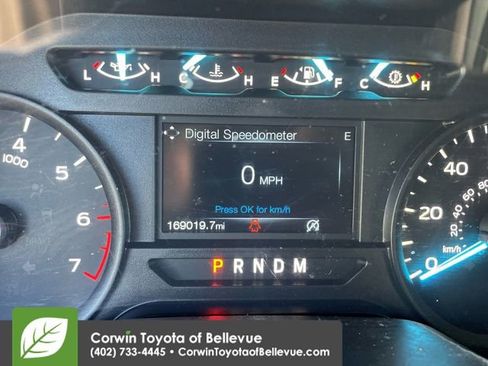 L H C H E F C H
4
x1000
5
6
7
Digital Speedometer E
0 MPH
Press OK for km/h
169019.7mi
P R N D M
40
20
0
20 40 60 80
km/h
Corwin Toyota of Bellevue
(402) 733-4445 • CorwinToyotaofBellevue.com